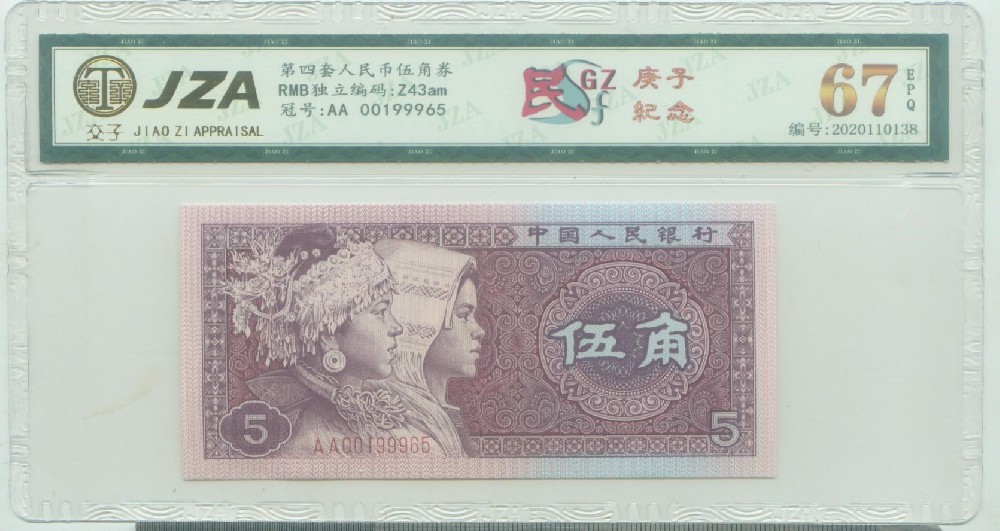 JZA
交子 JIAO ZI APPRAISAL
第四套人民币伍角券
RMB独立编码:Z43am
冠号:AA 00199965
民 GZ
庚子
紀念
67 EPQ
编号:2020110138
中国人民银行
伍角
5
AA00199965
5